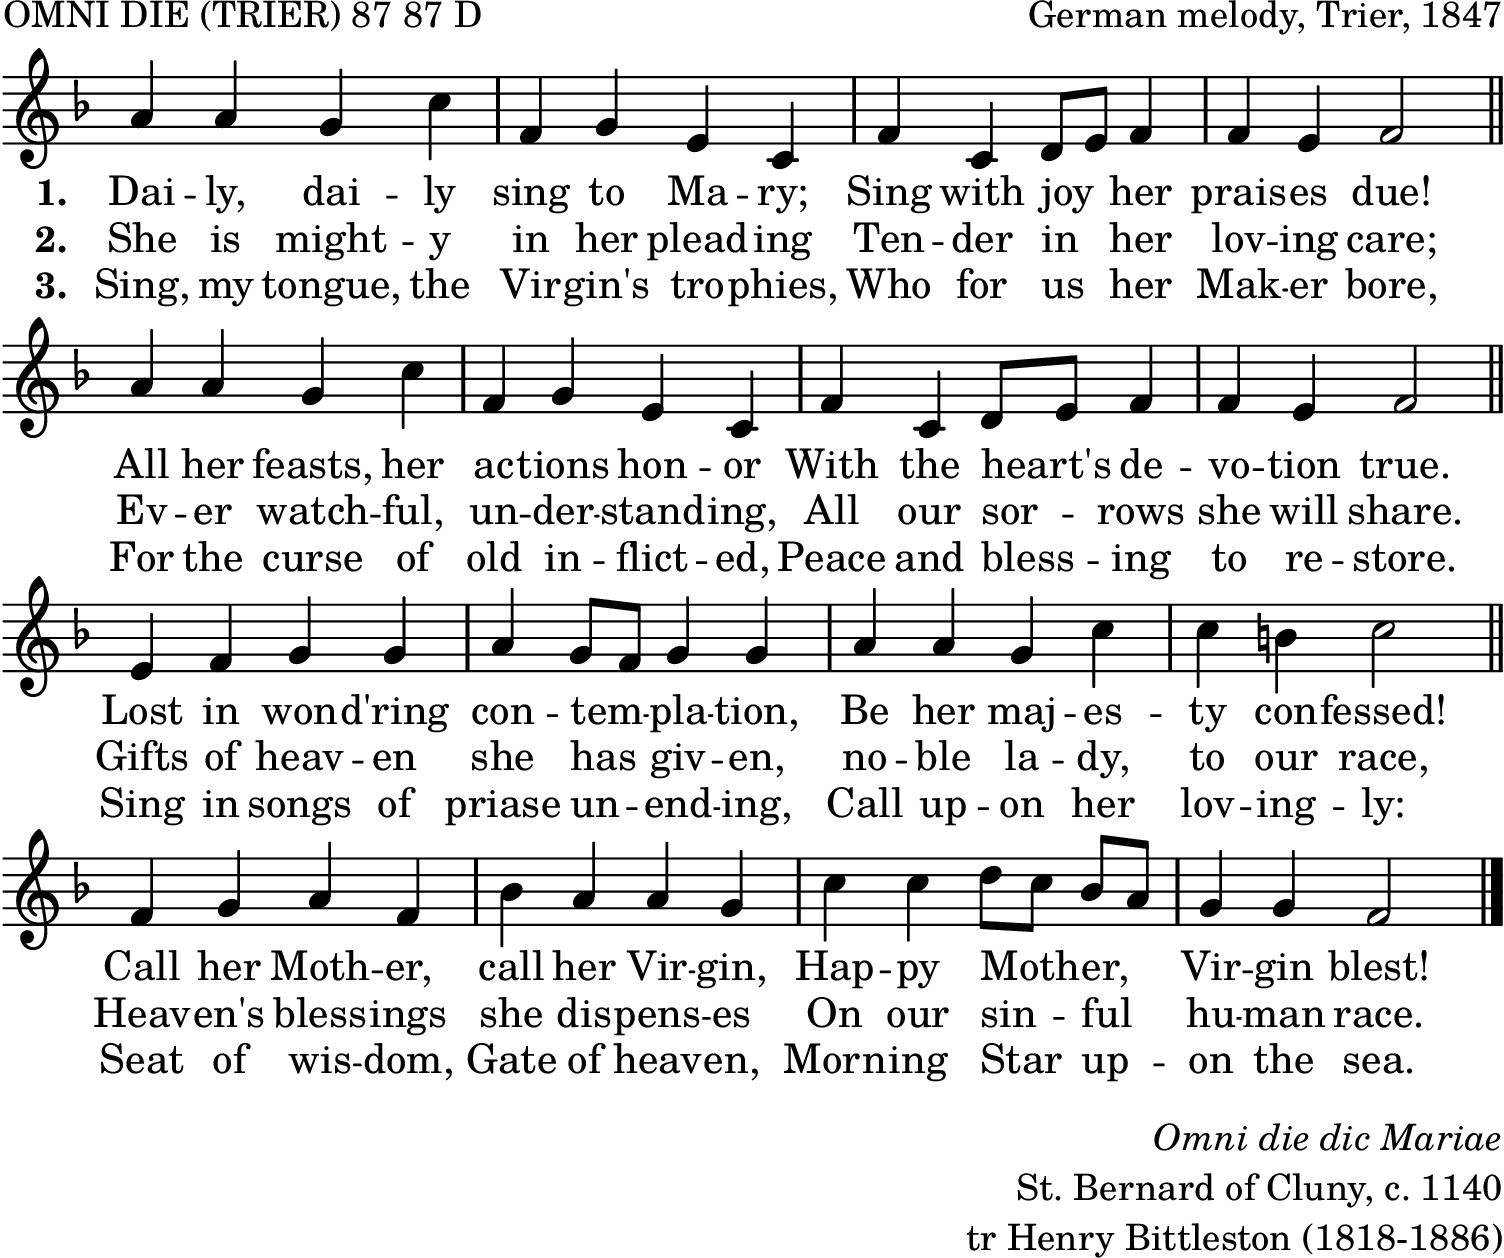 OMNI DIE (TRIER) 87 87 D German melody, Trier, 1847
1. Dai -- ly, dai -- ly sing to Ma -- ry; Sing with joy her praises due!
2. She is might -- y in her pleading Ten -- der in her lov -- ing care;
3. Sing, my tongue, the Virgin's trophies, Who for us her Mak -- er bore,
All her feasts, her actions hon -- or With the heart's de -- vo -- tion true.
Ev -- er watch -- ful, un -- der -- standing, All our sor -- rows she will share.
For the curse of old in -- flict -- ed, Peace and bless -- ing to re -- store.
Lost in wond'ring con -- tem -- pla -- tion, Be her maj -- es -- ty confessed!
Gifts of heav -- en she has giv -- en, no -- ble la -- dy, to our race,
Sing in songs of priase un -- end -- ing, Call up -- on her lov -- ing -- ly:
Call her Moth -- er, call her Vir -- gin, Hap -- py Mother, Vir -- gin blest!
Heaven's blessings she dispens -- es On our sin -- ful hu -- man race.
Seat of wis -- dom, Gate of heaven, Morning Star up -- on the sea.
Omni die dic Mariae
St. Bernard of Cluny, c. 1140
tr Henry Bittleston (1818-1886)